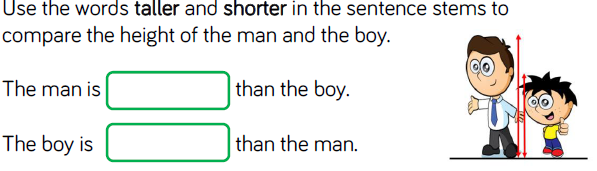 Use the words taller and shorter in the sentence stems to
compare the height of the man and the boy.
The man is than the boy.
The boy is than the man.